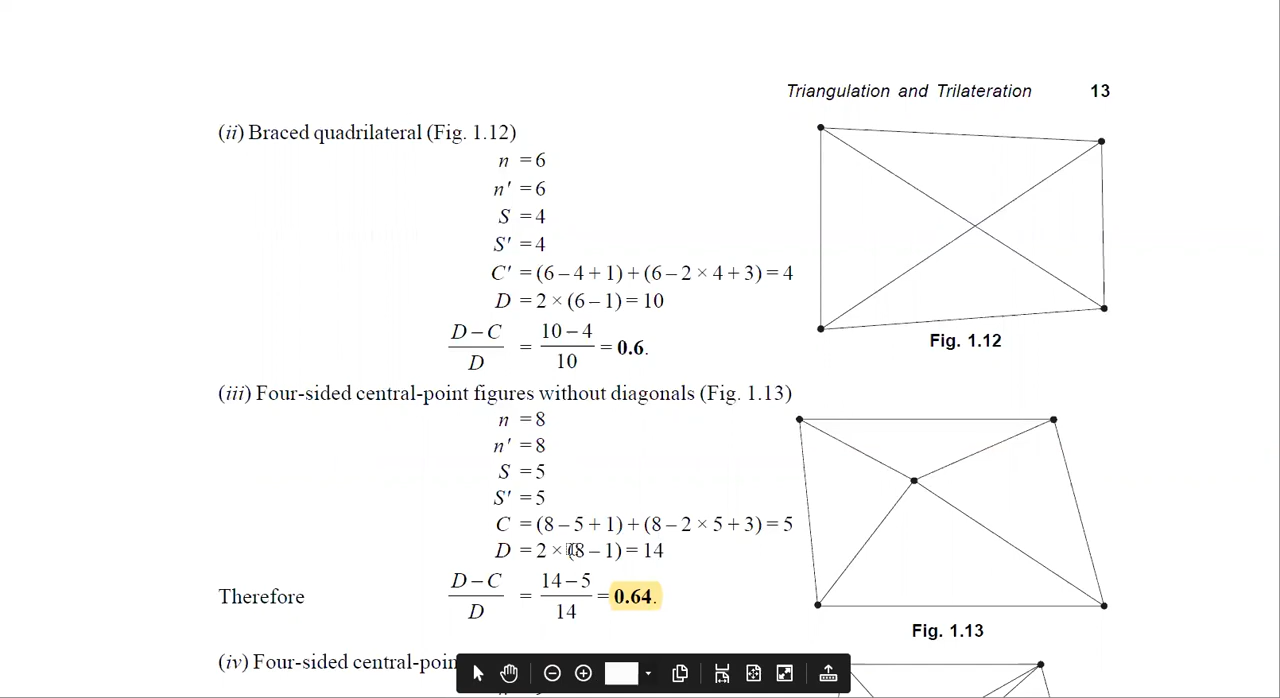 Triangulation and Trilateration 13
(ii) Braced quadrilateral (Fig. 1.12)
n = 6
n' = 6
S = 4
S' = 4
C' = (6 – 4 + 1) + (6 – 2 × 4 + 3) = 4
D = 2 × (6 – 1) = 10
D – C / D = 10 – 4 / 10 = 0.6.
Fig. 1.12
(iii) Four-sided central-point figures without diagonals (Fig. 1.13)
n = 8
n' = 8
S = 5
S' = 5
C = (8 – 5 + 1) + (8 – 2 × 5 + 3) = 5
D = 2 × (8 – 1) = 14
Therefore D – C / D = 14 – 5 / 14 = 0.64.
Fig. 1.13
(iv) Four-sided